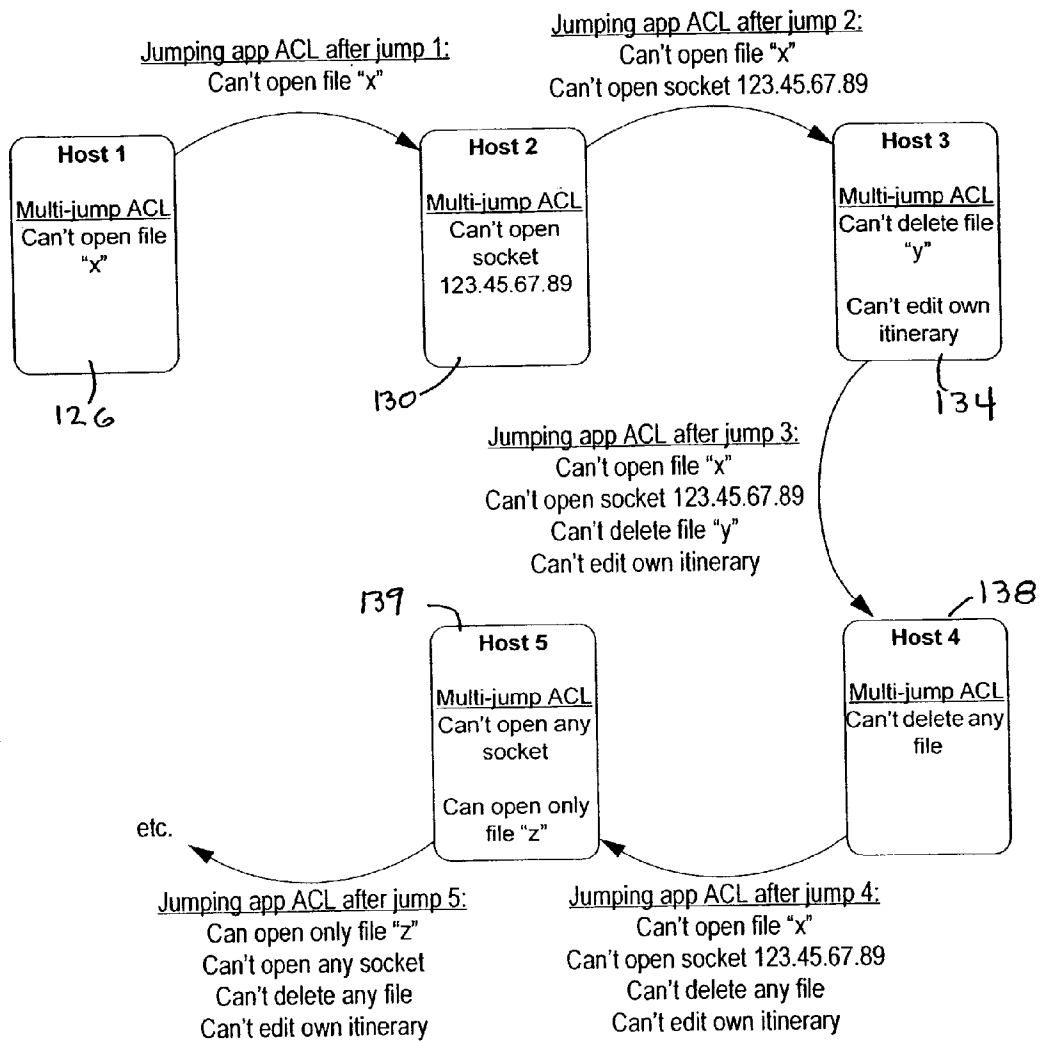 Jumping app ACL after jump 1:
Can't open file "x"
Jumping app ACL after jump 2:
Can't open file "x"
Can't open socket 123.45.67.89
Host 1
Multi-jump ACL
Can't open file
"x"
126
Host 2
Multi-jump ACL
Can't open
socket
123.45.67.89
130
Host 3
Multi-jump ACL
Can't delete file
"y"
Can't edit own
itinerary
134
Jumping app ACL after jump 3:
Can't open file "x"
Can't open socket 123.45.67.89
Can't delete file "y"
Can't edit own itinerary
139
Host 5
Multi-jump ACL
Can't open any
socket
Can open only
file "z"
138
Host 4
Multi-jump ACL
Can't delete any
file
etc.
Jumping app ACL after jump 5:
Can open only file "z"
Can't open any socket
Can't delete any file
Can't edit own itinerary
Jumping app ACL after jump 4:
Can't open file "x"
Can't open socket 123.45.67.89
Can't delete any file
Can't edit own itinerary